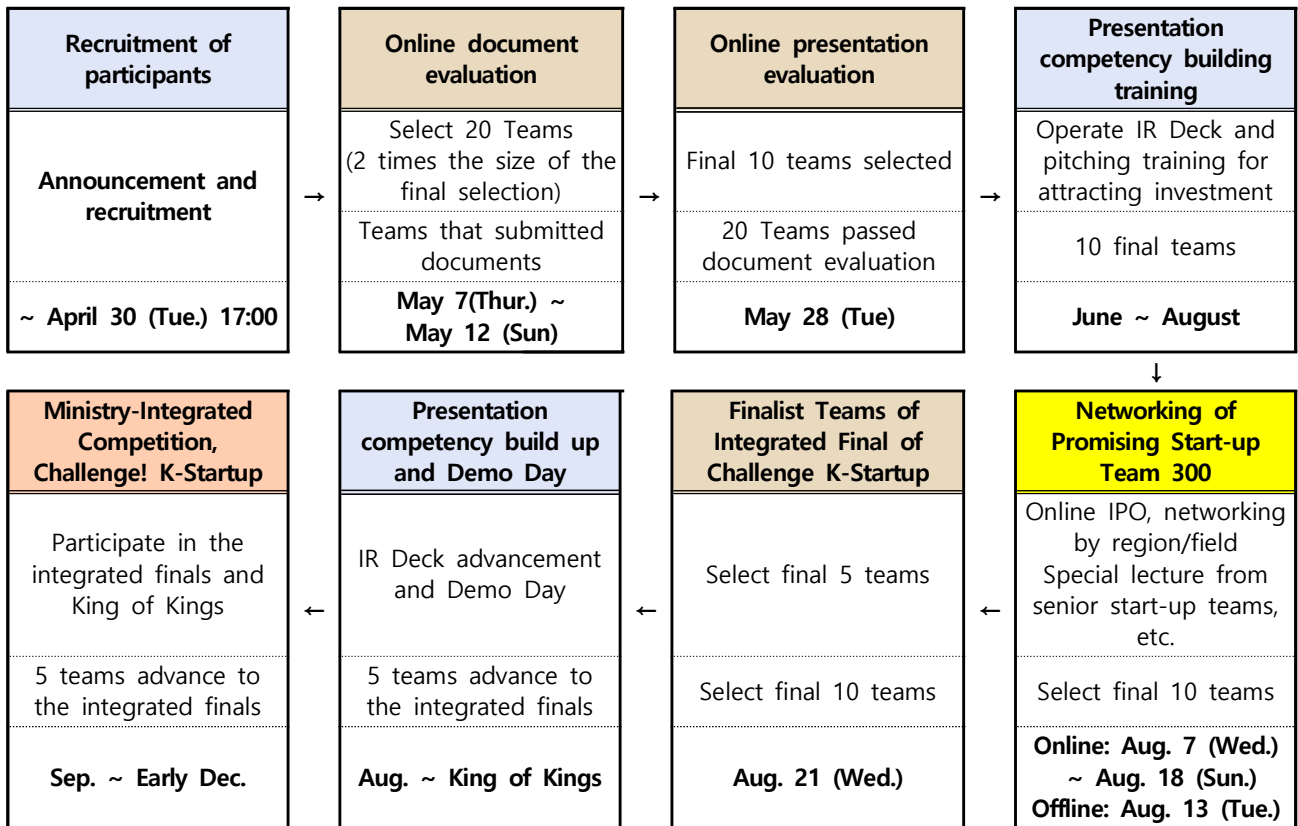 Recruitment of
participants
Announcement and
recruitment
~ April 30 (Tue.) 17:00
→
Online document
evaluation
Select 20 Teams
(2 times the size of the
final selection)
Teams that submitted
documents
May 7(Thur.) ~
May 12 (Sun)
→
Online presentation
evaluation
Final 10 teams selected
20 Teams passed
document evaluation
May 28 (Tue)
→
Presentation
competency building
training
Operate IR Deck and
pitching training for
attracting investment
10 final teams
June ~ August
↓
Networking of
Promising Start-up
Team 300
Online IPO, networking
by region/field
Special lecture from
senior start-up teams,
etc.
Select final 10 teams
Online: Aug. 7 (Wed.)
~ Aug. 18 (Sun.)
Offline: Aug. 13 (Tue.)
←
Finalist Teams of
Integrated Final of
Challenge K-Startup
Select final 5 teams
Select final 10 teams
Aug. 21 (Wed.)
←
Presentation
competency build up
and Demo Day
IR Deck advancement
and Demo Day
5 teams advance to
the integrated finals
Aug. ~ King of Kings
←
Ministry-Integrated
Competition,
Challenge! K-Startup
Participate in the
integrated finals and
King of Kings
5 teams advance to
the integrated finals
Sep. ~ Early Dec.